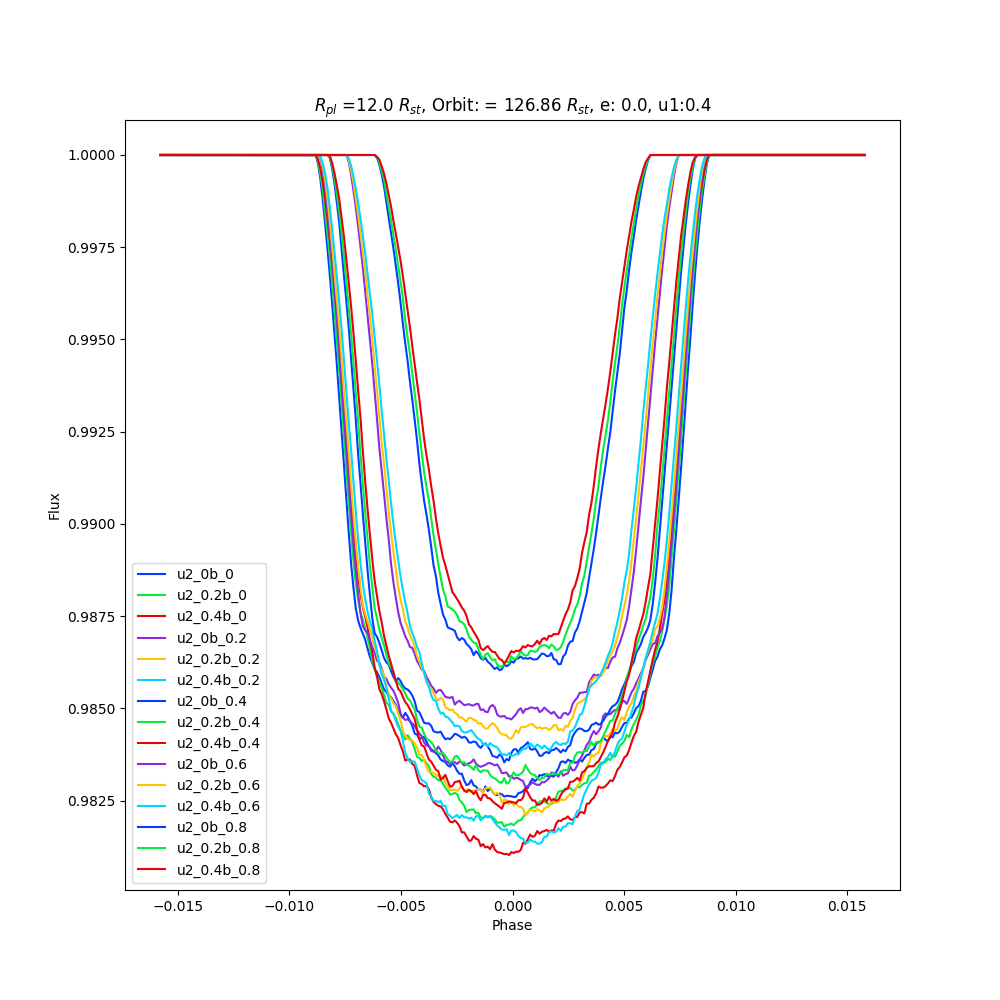 R_pl =12.0 R_st, Orbit: = 126.86 R_st, e: 0.0, u1:0.4
1.0000
0.9975
0.9950
0.9925
0.9900
0.9875
0.9850
0.9825
Flux
u2_0b_0
u2_0.2b_0
u2_0.4b_0
u2_0b_0.2
u2_0.2b_0.2
u2_0.4b_0.2
u2_0b_0.4
u2_0.2b_0.4
u2_0.4b_0.4
u2_0b_0.6
u2_0.2b_0.6
u2_0.4b_0.6
u2_0b_0.8
u2_0.2b_0.8
u2_0.4b_0.8
−0.015 −0.010 −0.005 0.000 0.005 0.010 0.015
Phase